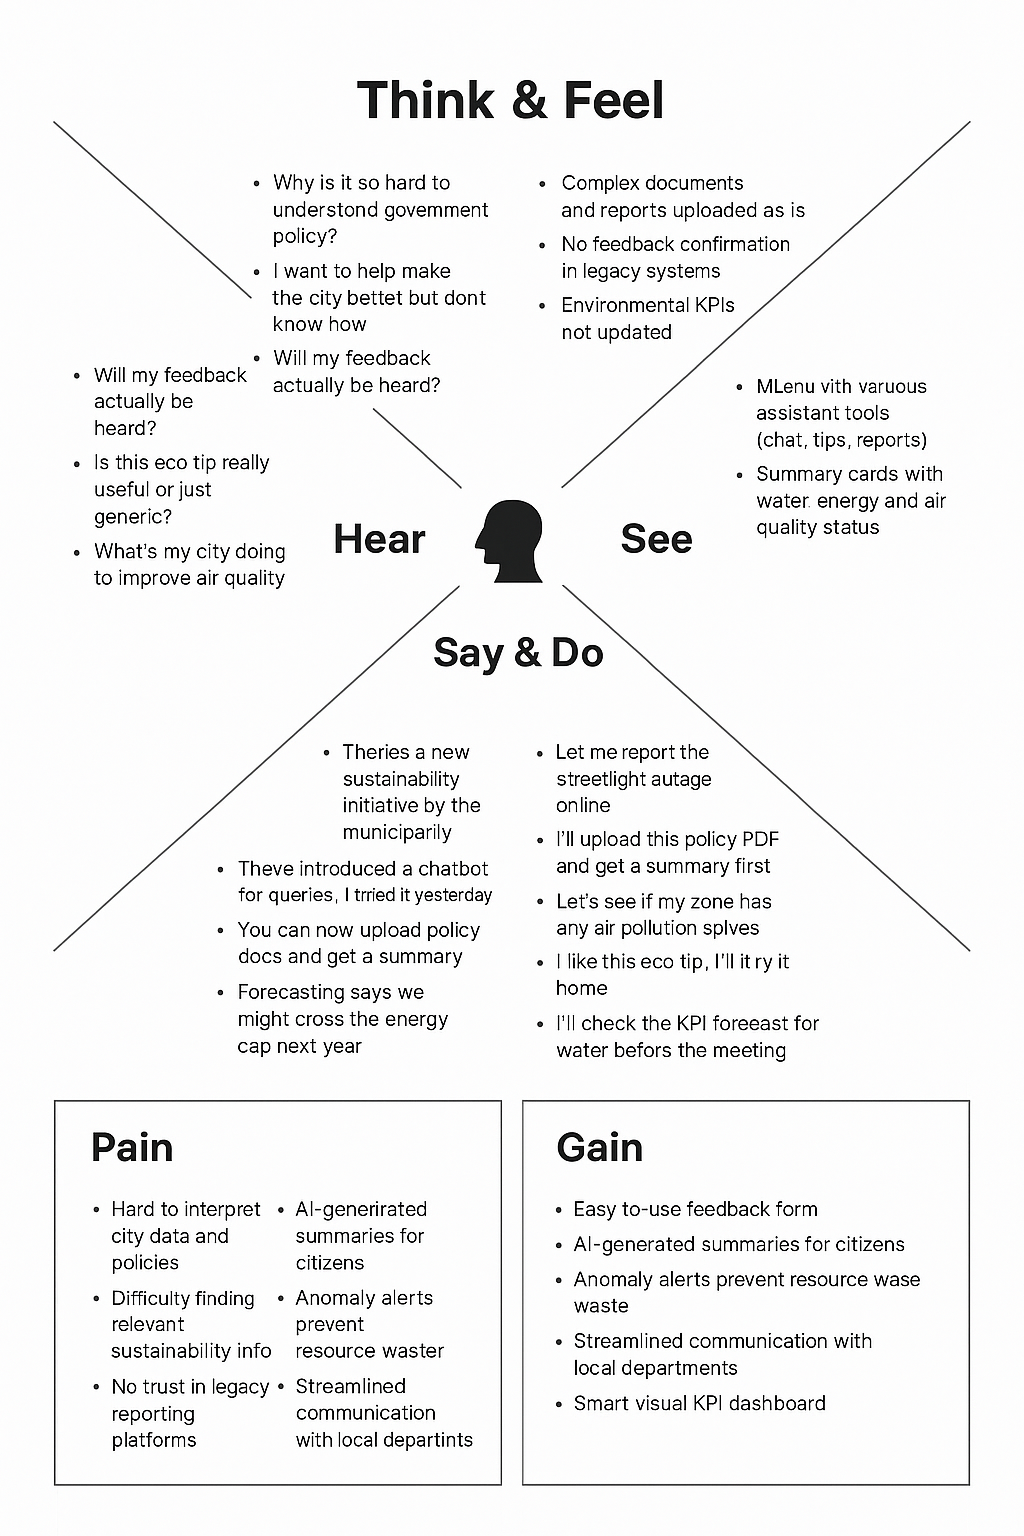 Think & Feel
• Why is it so hard to
understond govemment
policy?
• I want to help make
the city bettet but dont
know how
• Will my feedback
actually be heard?
• Complex documents
and reports uploaded as is
• No feedback confirmation
in legacy systems
• Environmental KPIs
not updated
• Will my feedback
actually be
heard?
• Is this eco tip really
useful or just
generic?
• What's my city doing
to improve air quality
Hear
See
• MLenu vith varuous
assistant tools
(chat, tips, reports)
• Summary cards with
water. energy and air
quality status
Say & Do
• Theries a new
sustainability
initiative by the
municiparily
• Theve introduced a chatbot
for queries, I trried it yesterday
• You can now upload policy
docs and get a summary
• Forecasting says we
might cross the energy
cap next year
• Let me report the
streetlight autage
online
• I'll upload this policy PDF
and get a summary first
• Let's see if my zone has
any air pollution splves
• I like this eco tip, I'll it ry it
home
• I'll check the KPI foreeast for
water befors the meeting
Pain
• Hard to interpret
city data and
policies
• Difficulty finding
relevant
sustainability info
• No trust in legacy
reporting
platforms
• AI-generirated
summaries for
citizens
• Anomaly alerts
prevent
resource waster
• Streamlined
communication
with local departints
Gain
• Easy to-use feedback form
• AI-generated summaries for citizens
• Anomaly alerts prevent resource wase
waste
• Streamlined communication with
local departments
• Smart visual KPI dashboard